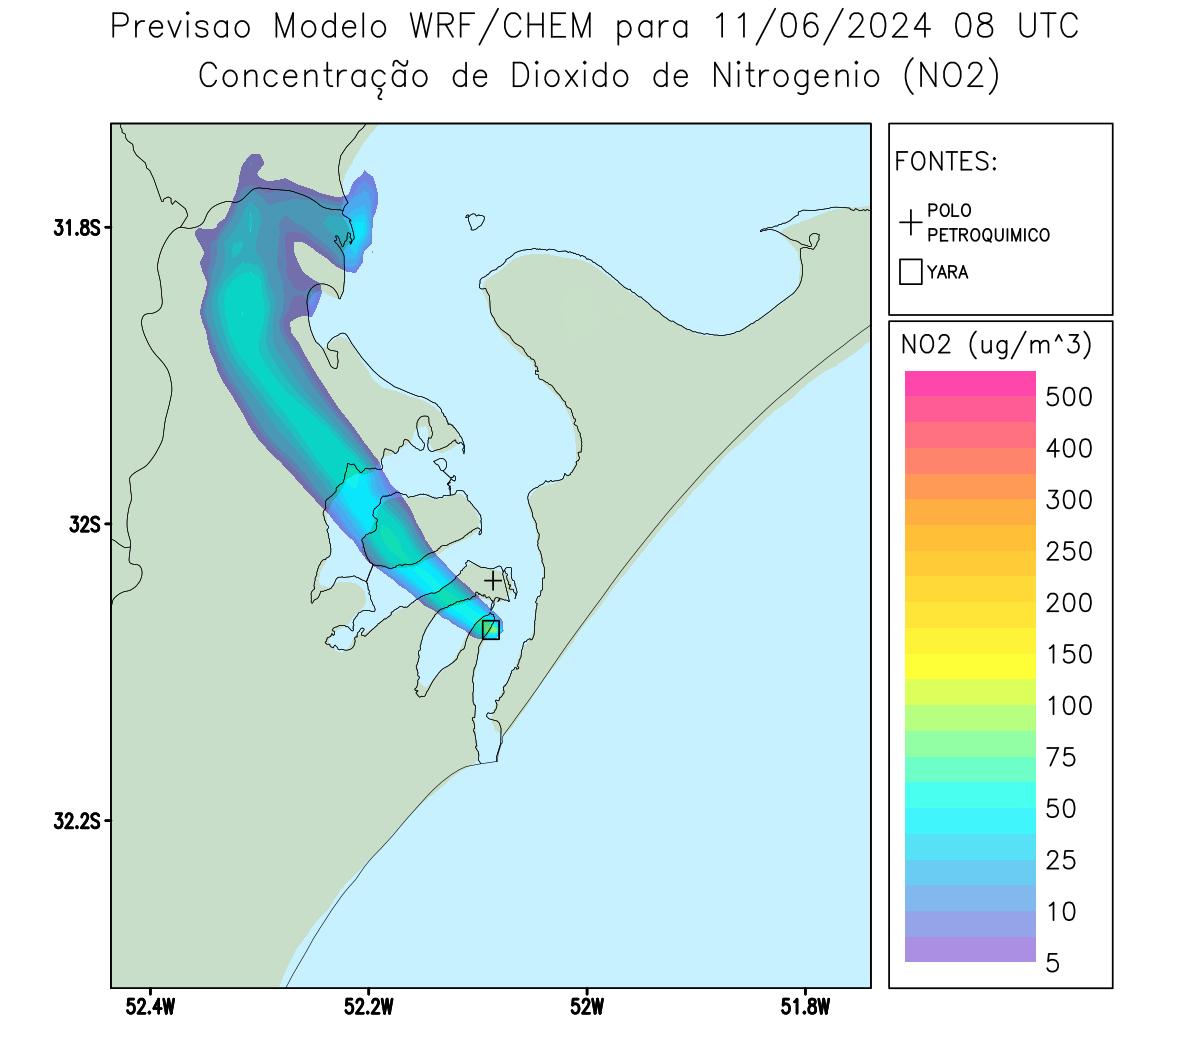 Previsao Modelo WRF/CHEM para 11/06/2024 08 UTC
Concentração de Dioxido de Nitrogenio (NO2)
FONTES:
POLO
PETROQUIMICO
YARA
31.8S
32S
32.2S
52.4W
52.2W
52W
51.8W
NO2 (ug/m^3)
500
400
300
250
200
150
100
75
50
25
10
5